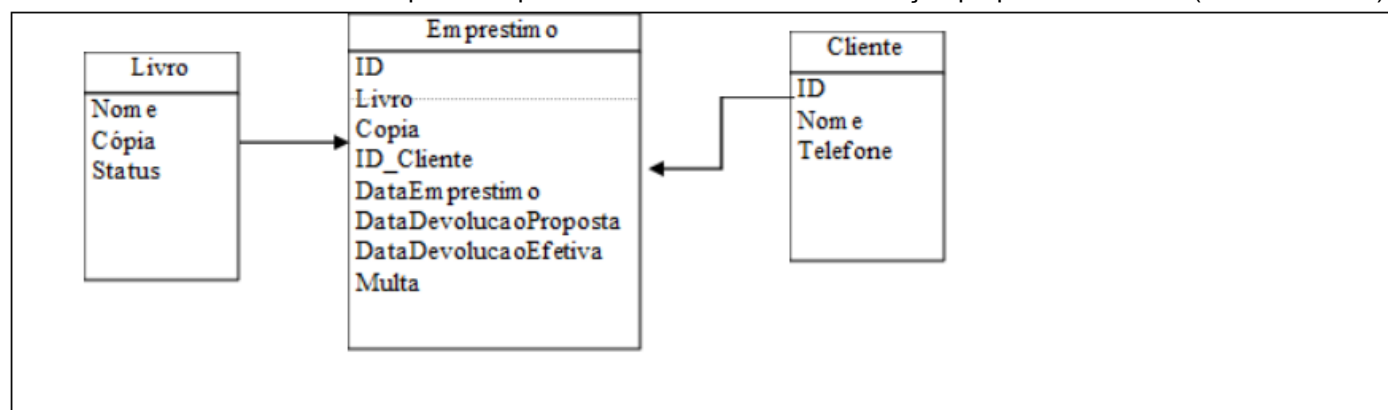 Livro
Nome
Cópia
Status
Emprestimo
ID
Livro
Copia
ID_Cliente
DataEmprestimo
DataDevolucaoProposta
DataDevolucaoEfetiva
Multa
Cliente
ID
Nome
Telefone